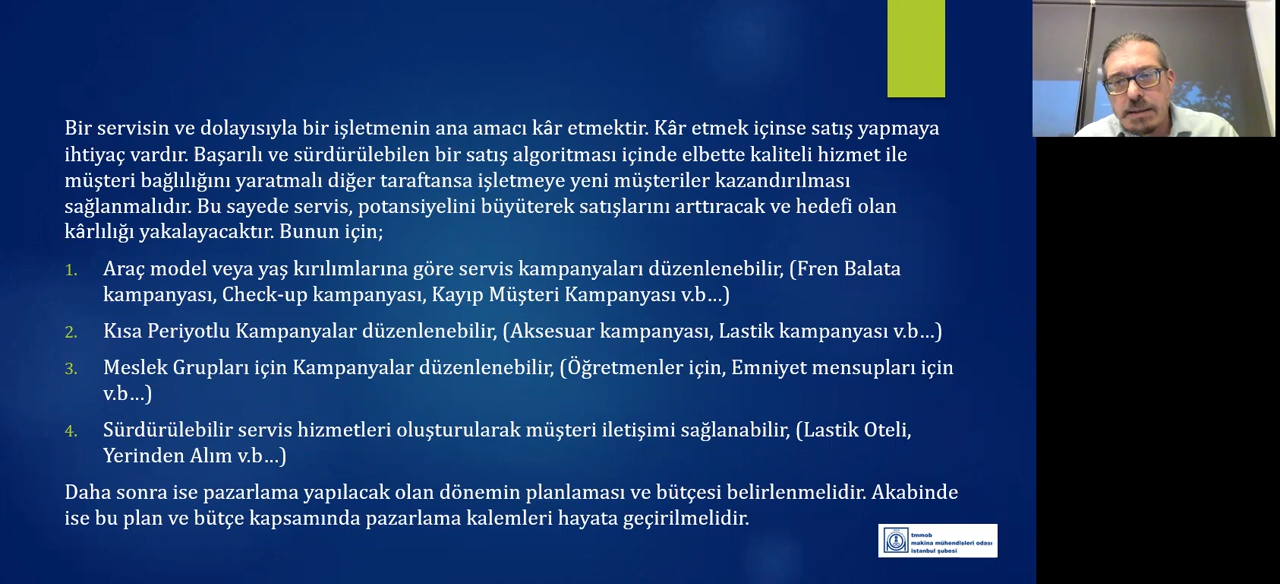 Bir servisin ve dolayısıyla bir işletmenin ana amacı kâr etmektir. Kâr etmek içinse satış yapmaya
ihtiyaç vardır. Başarılı ve sürdürülebilen bir satış algoritması içinde elbette kaliteli hizmet ile
müşteri bağlılığını yaratmalı diğer taraftansa işletmeye yeni müşteriler kazandırılması
sağlanmalıdır. Bu sayede servis, potansiyelini büyüterek satışlarını arttıracak ve hedefi olan
kârlılığı yakalayacaktır. Bunun için;
1. Araç model veya yaş kırılımlarına göre servis kampanyaları düzenlenebilir, (Fren Balata
kampanyası, Check-up kampanyası, Kayıp Müşteri Kampanyası v.b…)
2. Kısa Periyotlu Kampanyalar düzenlenebilir, (Aksesuar kampanyası, Lastik kampanyası v.b…)
3. Meslek Grupları için Kampanyalar düzenlenebilir, (Öğretmenler için, Emniyet mensupları için
v.b…)
4. Sürdürülebilir servis hizmetleri oluşturularak müşteri iletişimi sağlanabilir, (Lastik Oteli,
Yerinden Alım v.b…)
Daha sonra ise pazarlama yapılacak olan dönemin planlaması ve bütçesi belirlenmelidir. Akabinde
ise bu plan ve bütçe kapsamında pazarlama kalemleri hayata geçirilmelidir.
tmmob
makina mühendisleri odası
istanbul şubesi